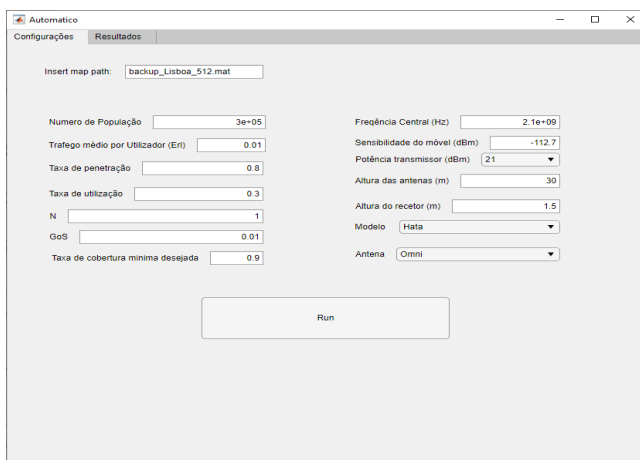 Automatico
Configurações Resultados
Insert map path: backup_Lisboa_512.mat
Numero de População 3e+05
Trafego médio por Utilizador (Erl) 0.01
Taxa de penetração 0.8
Taxa de utilização 0.3
N 1
GoS 0.01
Taxa de cobertura minima desejada 0.9
Freqência Central (Hz) 2.1e+09
Sensibilidade do móvel (dBm) -112.7
Potência transmissor (dBm) 21
Altura das antenas (m) 30
Altura do recetor (m) 1.5
Modelo Hata
Antena Omni
Run